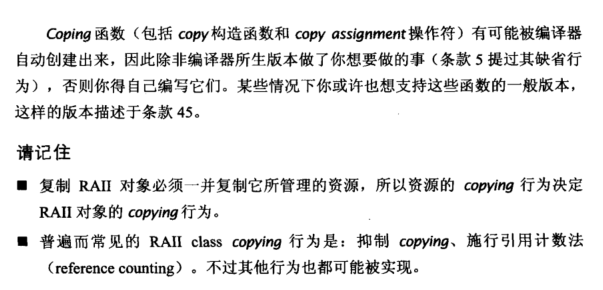 Coping 函数（包括 copy 构造函数和 copy assignment 操作符）有可能被编译器
自动创建出来，因此除非编译器所生版本做了你想要做的事（条款 5 提过其缺省行
为），否则你得自己编写它们。某些情况下你或许也想支持这些函数的一般版本，
这样的版本描述于条款 45。
请记住
■ 复制 RAII 对象必须一并复制它所管理的资源，所以资源的 copying 行为决定
RAII 对象的 copying 行为。
■ 普遍而常见的 RAII class copying 行为是：抑制 copying、施行引用计数法
（reference counting）。不过其他行为也都可能被实现。